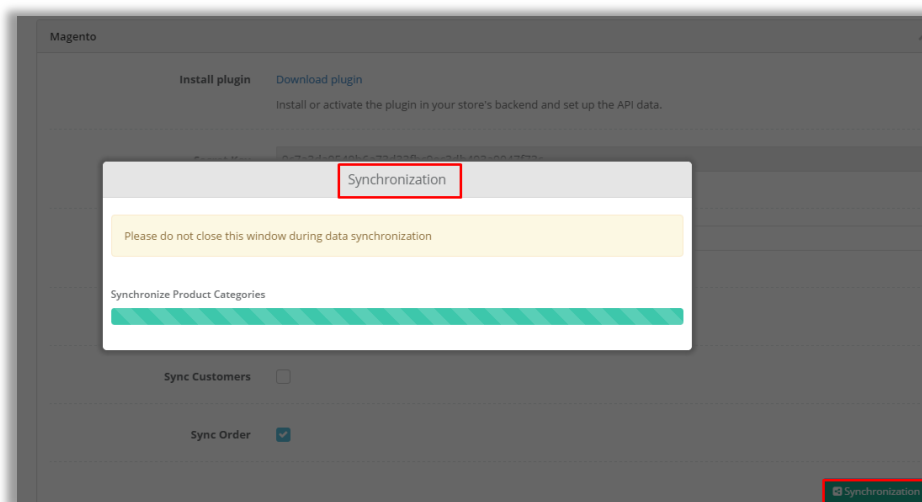 Magento
Install plugin Download plugin
Install or activate the plugin in your store's backend and set up the API data.
Synchronization
Please do not close this window during data synchronization
Synchronize Product Categories
Sync Customers
Sync Order
Synchronization